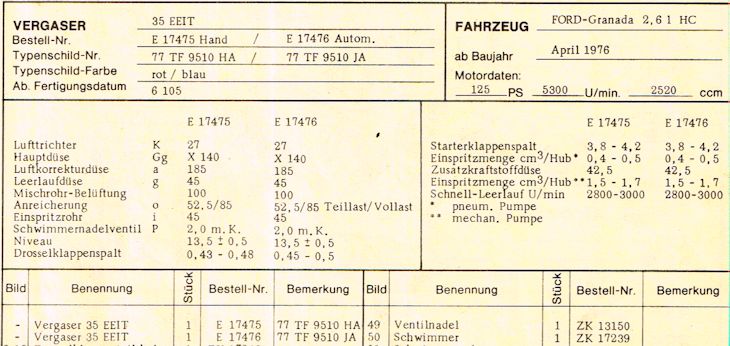 VERGASER 35 EEIT
Bestell-Nr. E 17475 Hand / E 17476 Autom.
Typenschild-Nr. 77 TF 9510 HA / 77 TF 9510 JA
Typenschild-Farbe rot / blau
Ab. Fertigungsdatum 6 105
FAHRZEUG FORD-Granada 2,6 l HC
ab Baujahr April 1976
Motordaten:
125 PS 5300 U/min. 2520 ccm
E 17475 E 17476
Lufttrichter K 27 27
Hauptdüse Gg X 140 X 140
Luftkorrekturdüse a 185 185
Leerlaufdüse g 45 45
Mischrohr-Belüftung 100 100
Anreicherung o 52,5/85 52,5/85 Teillast/Vollast
Einspritzrohr i 45 45
Schwimmernadelventil P 2,0 m.K. 2,0 m.K.
Niveau 13,5 ± 0,5 13,5 ± 0,5
Drosselklappenspalt 0,43 - 0,48 0,45 - 0,5
E 17475 E 17476
Starterklappenspalt 3,8 - 4,2 3,8 - 4,2
Einspritzmenge cm³/Hub* 0,4 - 0,5 0,4 - 0,5
Zusatzkraftstoffdüse 42,5 42,5
Einspritzmenge cm³/Hub** 1,5 - 1,7 1,5 - 1,7
Schnell-Leerlauf U/min 2800-3000 2800-3000
* pneum. Pumpe
** mechan. Pumpe
Bild Benennung Stück Bestell-Nr. Bemerkung Bild Benennung Stück Bestell-Nr. Bemerkung
- Vergaser 35 EEIT 1 E 17475 77 TF 9510 HA 49 Ventilnadel 1 ZK 13150
- Vergaser 35 EEIT 1 E 17476 77 TF 9510 JA 50 Schwimmer 1 ZK 17239